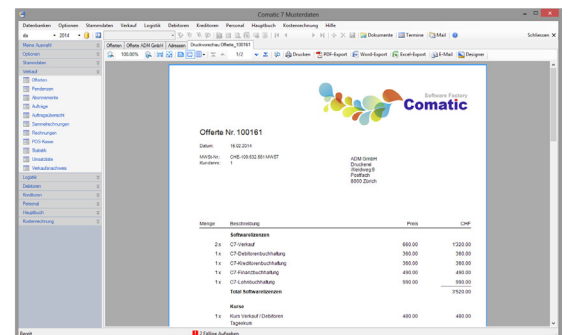 Comatic 7 Musterdaten
Datenbanken Optionen Stammdaten Verkauf Logistik Debitoren Kreditoren Personal Hauptbuch Kostenrechnung Hilfe
de 2014 Dokumente Termine Mail Schliessen X
Meine Auswahl
Optionen
Stammdaten
Verkauf
Offerten
Pendenzen
Abonnemente
Aufträge
Auftragsübersicht
Sammelrechnungen
Rechnungen
POS-Kasse
Statistik
Umsatzliste
Verkaufsnachweis
Logistik
Debitoren
Kreditoren
Personal
Hauptbuch
Kostenrechnung
Offerten Offerte ADM GmbH Adressen Druckvorschau Offerte_100161
100.00% 1/2 Drucken PDF-Export Word-Export Excel-Export E-Mail Designer
Software Factory
Comatic
Offerte Nr. 100161
Datum 16.02.2014
MWSt-Nr.: CHE-109.602.881 MWST
Kundennr. 1
ADM GmbH
Druckerei
Postfach
8000 Zürich
Menge Beschreibung Preis CHF
Softwarelizenzen
2 x C7-Verkauf 660.00 1'320.00
1 x C7-Debitorenbuchhaltung 360.00 360.00
1 x C7-Kreditorenbuchhaltung 360.00 360.00
1 x C7-Finanzbuchhaltung 490.00 490.00
1 x C7-Lohnbuchhaltung 990.00 990.00
Total Softwarelizenzen 3'520.00
Kurse
1 x Kurs Verkauf / Debitoren 480.00 480.00
Tageskurs
Bereit 2 Fällige Aufgaben